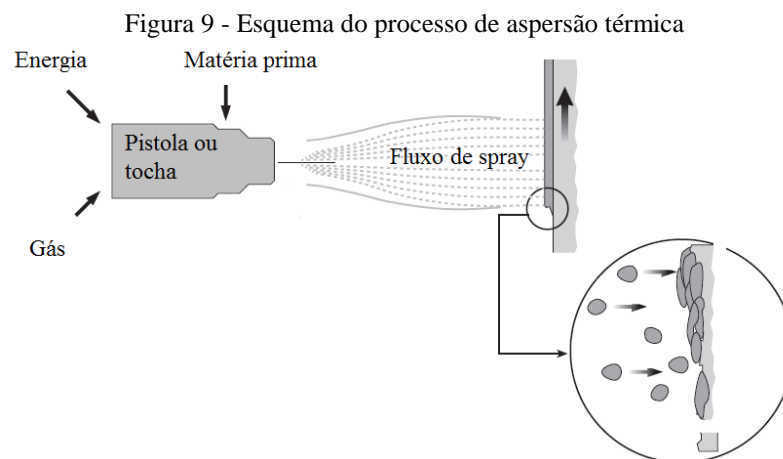 Figura 9 - Esquema do processo de aspersão térmica
Energia
Matéria prima
Pistola ou
tocha
Fluxo de spray
Gás